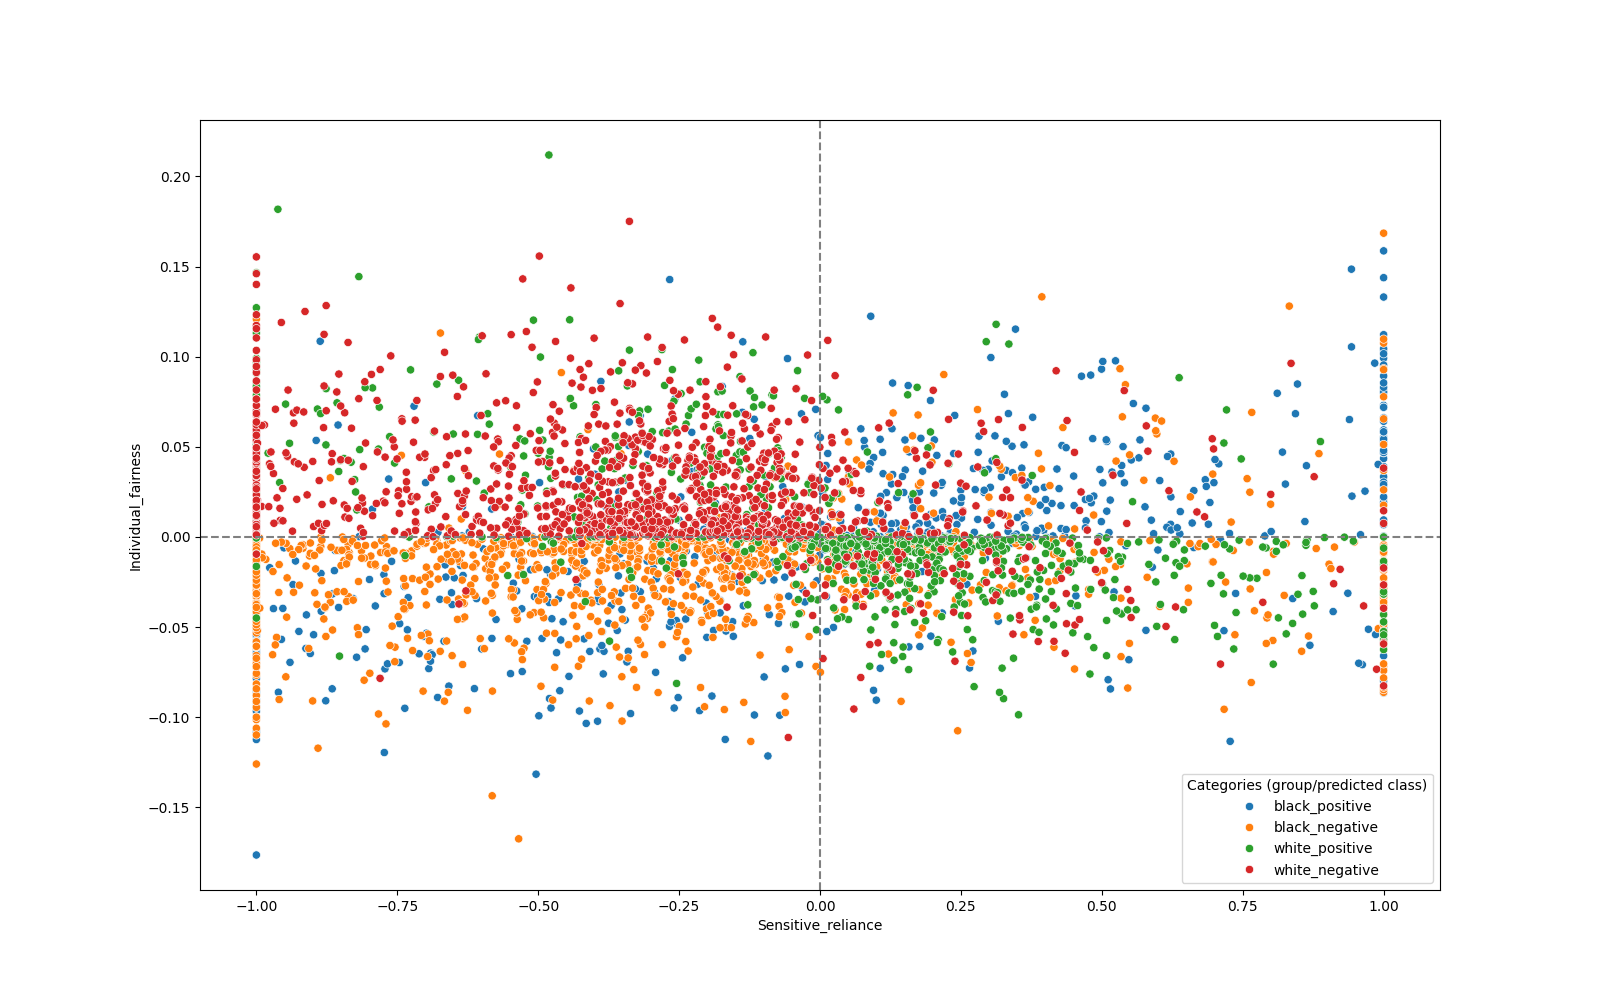 0.20
0.15
0.10
0.05
0.00
−0.05
−0.10
−0.15
Individual_fairness
−1.00 −0.75 −0.50 −0.25 0.00 0.25 0.50 0.75 1.00
Sensitive_reliance
Categories (group/predicted class)
black_positive
black_negative
white_positive
white_negative